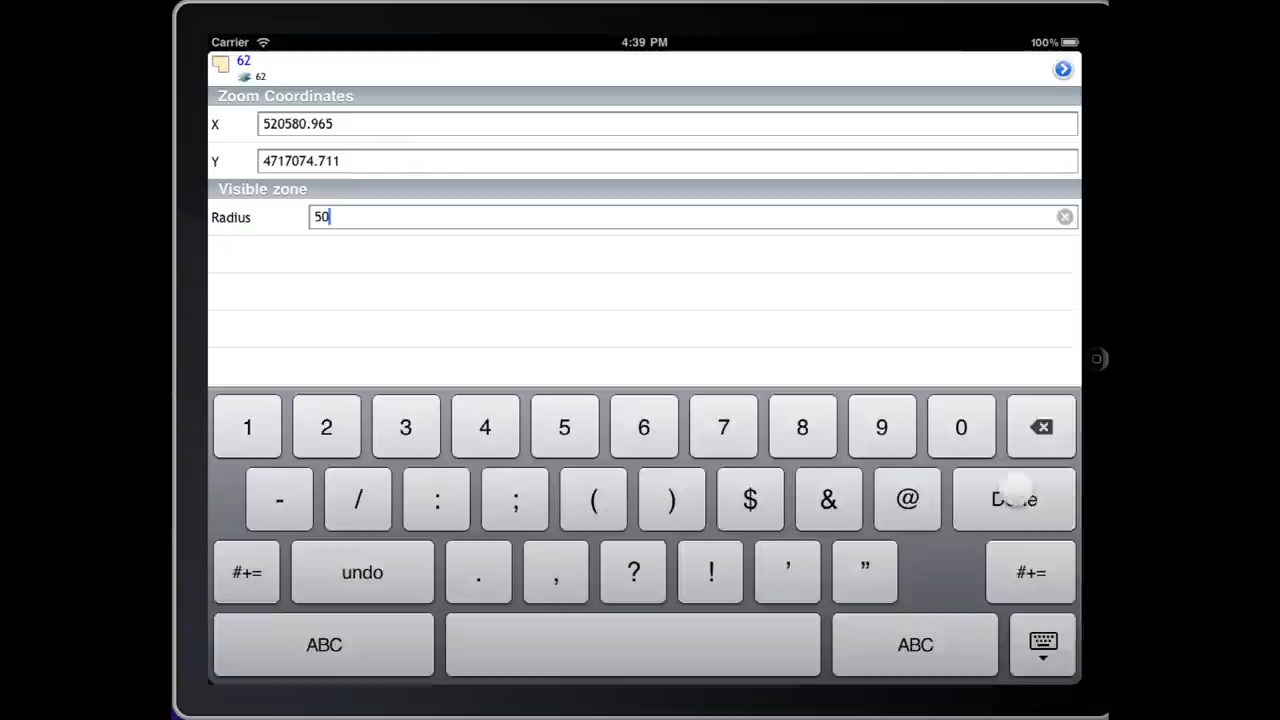 Carrier 4:39 PM 100%
62
62
Zoom Coordinates
X 520580.965
Y 4717074.711
Visible zone
Radius 50
1 2 3 4 5 6 7 8 9 0
- / : ; ( ) $ & @ Done
#+= undo . , ? ! ’ ” #+=
ABC ABC